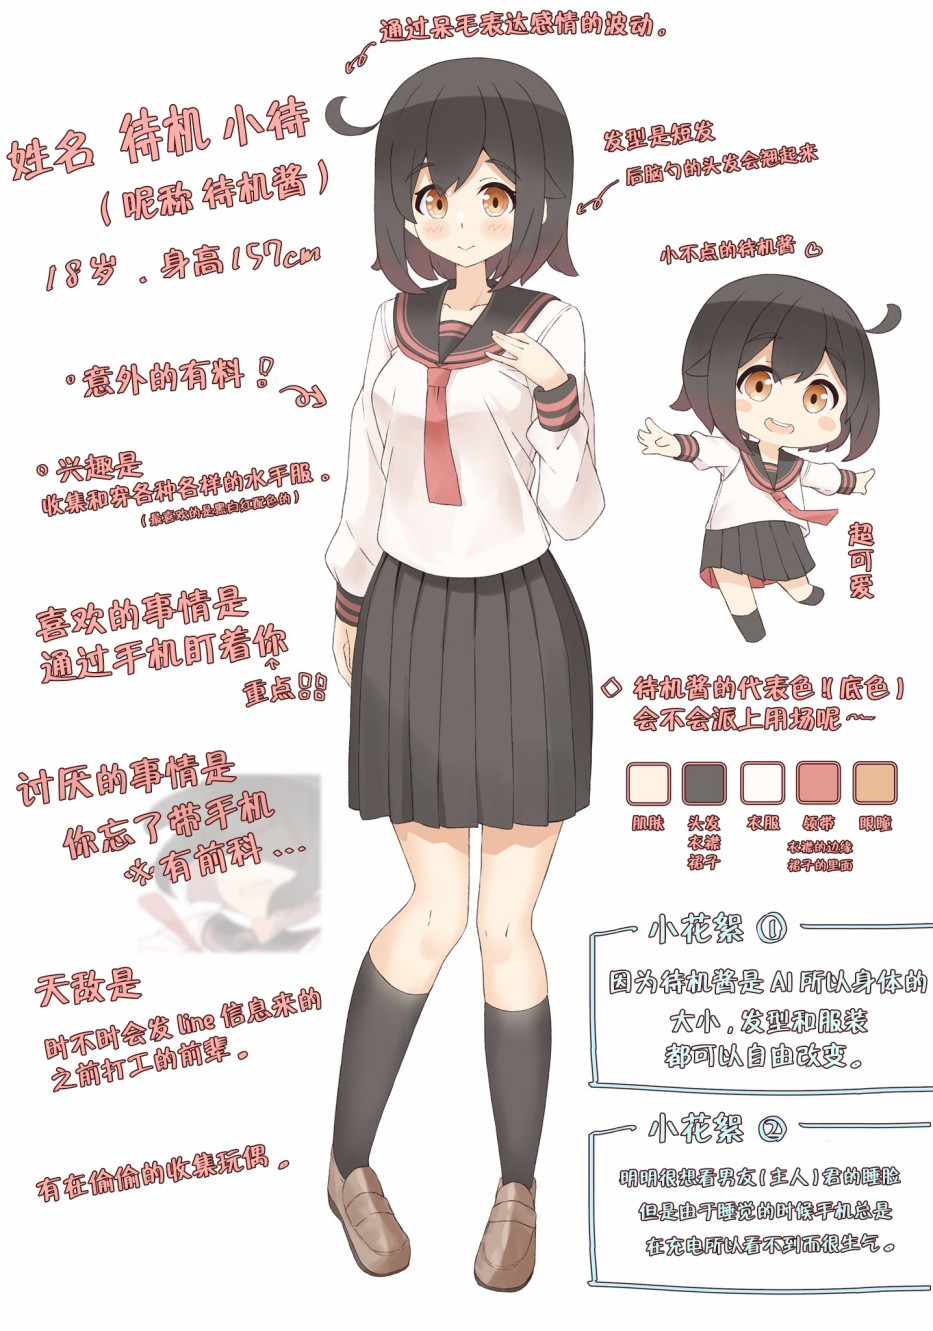 通过呆毛表达感情的波动。
姓名 待机 小待
（呢称 待机酱）
18岁．身高157cm
发型是短发
后脑勺的头发会翘起来
小不点的待机酱♡
。意外的有料！
。兴趣是
收集和穿各种各样的水手服。
（最喜欢的是黑白红配色的）
超可爱
喜欢的事情是
通过手机盯着你
↑
重点!!
◇ 待机酱的代表色！（底色）
会不会派上用场呢~~
肌肤
头发
衣襟
裙子
衣服
领带
衣襟的边缘
裙子的里面
眼瞳
讨厌的事情是
你忘了带手机
※有前科…
小花絮①
因为待机酱是AI所以身体的
大小，发型和服装
都可以自由改变。
天敌是
时不时会发line信息来的
之前打工的前辈。
小花絮②
明明很想看男友（主人）君的睡脸
但是由于睡觉的时候手机总是
在充电所以看不到而很生气。
有在偷偷的收集玩偶。